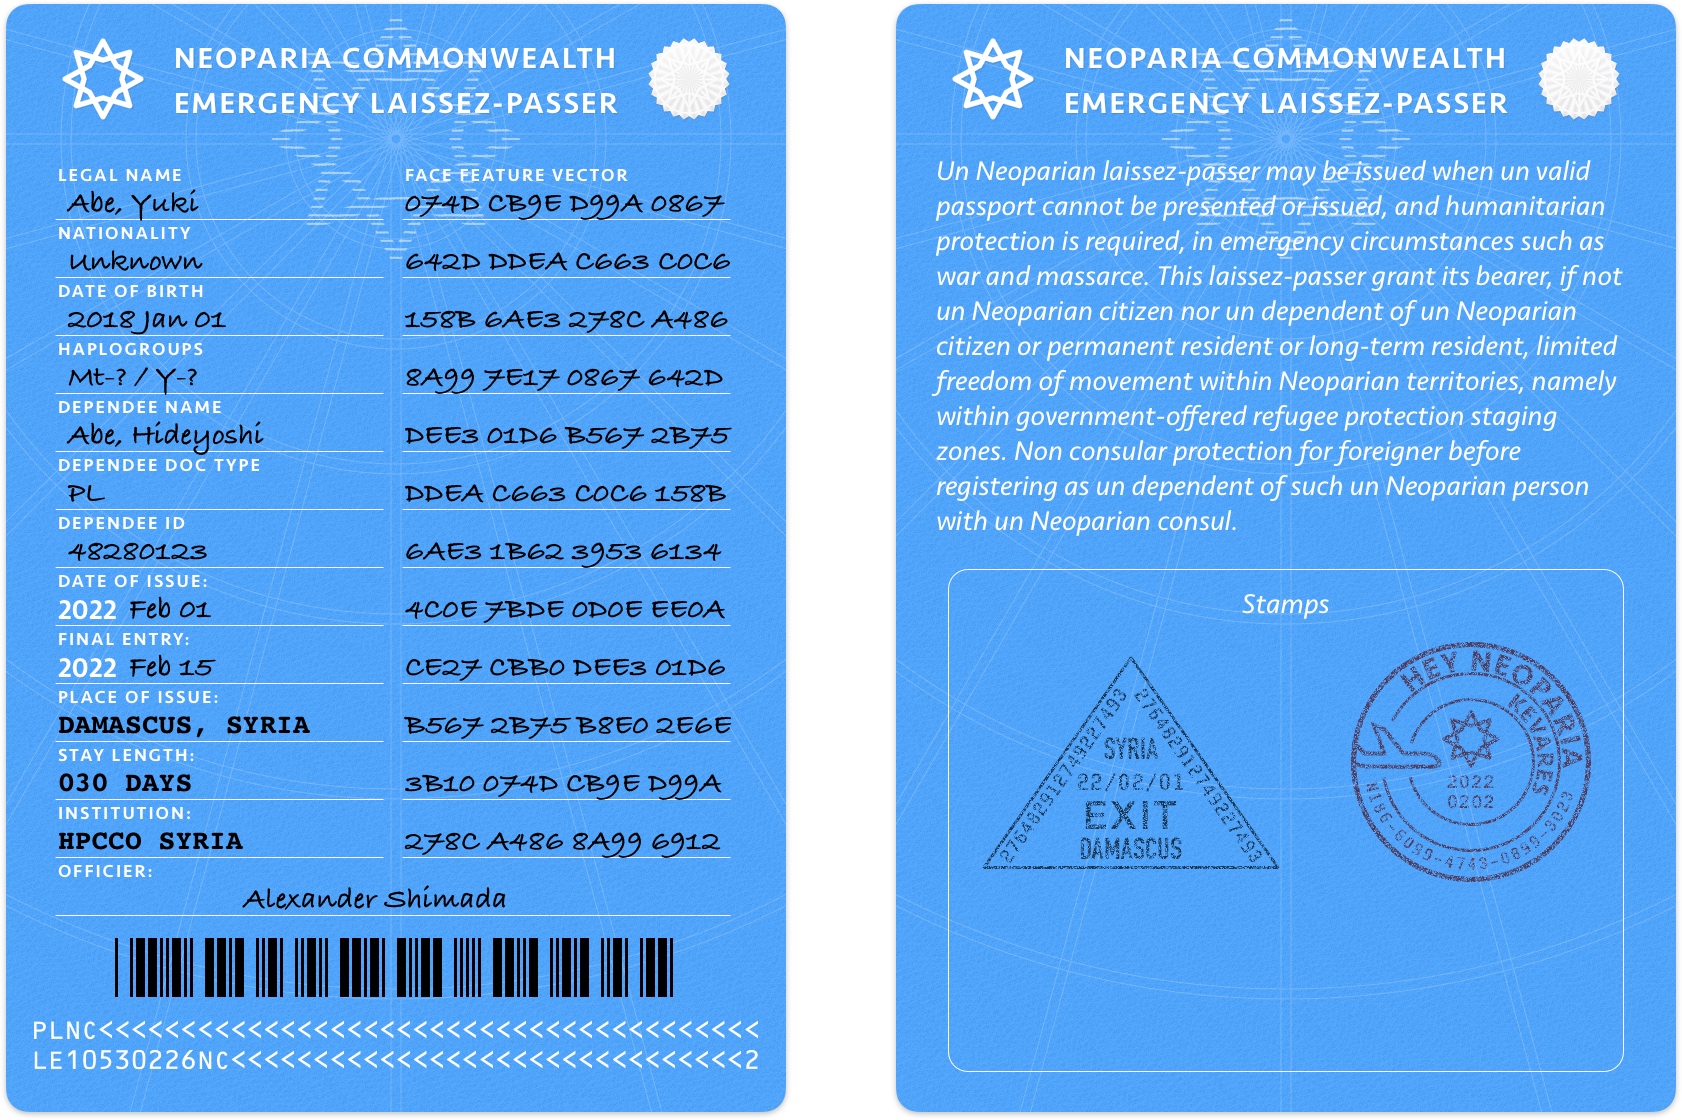 NEOPARIA COMMONWEALTH
EMERGENCY LAISSEZ-PASSER
LEGAL NAME
Abe, Yuki
NATIONALITY
Unknown
DATE OF BIRTH
2018 Jan 01
HAPLOGROUPS
Mt-? / Y-?
DEPENDEE NAME
Abe, Hideyoshi
DEPENDEE DOC TYPE
PL
DEPENDEE ID
48280123
DATE OF ISSUE:
2022 Feb 01
FINAL ENTRY:
2022 Feb 15
PLACE OF ISSUE:
DAMASCUS, SYRIA
STAY LENGTH:
030 DAYS
INSTITUTION:
HPCCO SYRIA
OFFICIER:
Alexander Shimada
FACE FEATURE VECTOR
074D CB9E D99A 0867
642D DDEA C663 C0C6
158B 6AE3 278C A486
8A99 7E17 0867 642D
DEE3 01D6 B567 2B75
DDEA C663 C0C6 158B
6AE3 1B62 3953 6134
4C0E 7BDE 0D0E EE0A
CE27 CBB0 DEE3 01D6
B567 2B75 B8E0 2E6E
3B10 074D CB9E D99A
278C A486 8A99 6912
PLNC<<<<<<<<<<<<<<<<<<<<<<<<<<<<<<<<<<<<<<<<
LE10530226NC<<<<<<<<<<<<<<<<<<<<<<<<<<<<<<<2
NEOPARIA COMMONWEALTH
EMERGENCY LAISSEZ-PASSER
Un Neoparian laissez-passer may be issued when un valid
passport cannot be presented or issued, and humanitarian
protection is required, in emergency circumstances such as
war and massarce. This laissez-passer grant its bearer, if not
un Neoparian citizen nor un dependent of un Neoparian
citizen or permanent resident or long-term resident, limited
freedom of movement within Neoparian territories, namely
within government-offered refugee protection staging
zones. Non consular protection for foreigner before
registering as un dependent of such un Neoparian person
with un Neoparian consul.
Stamps
276482912749227493
276482912749227493
SYRIA
22/02/01
EXIT
DAMASCUS
HEY NEOPARIA
KEVARES
2022
0202